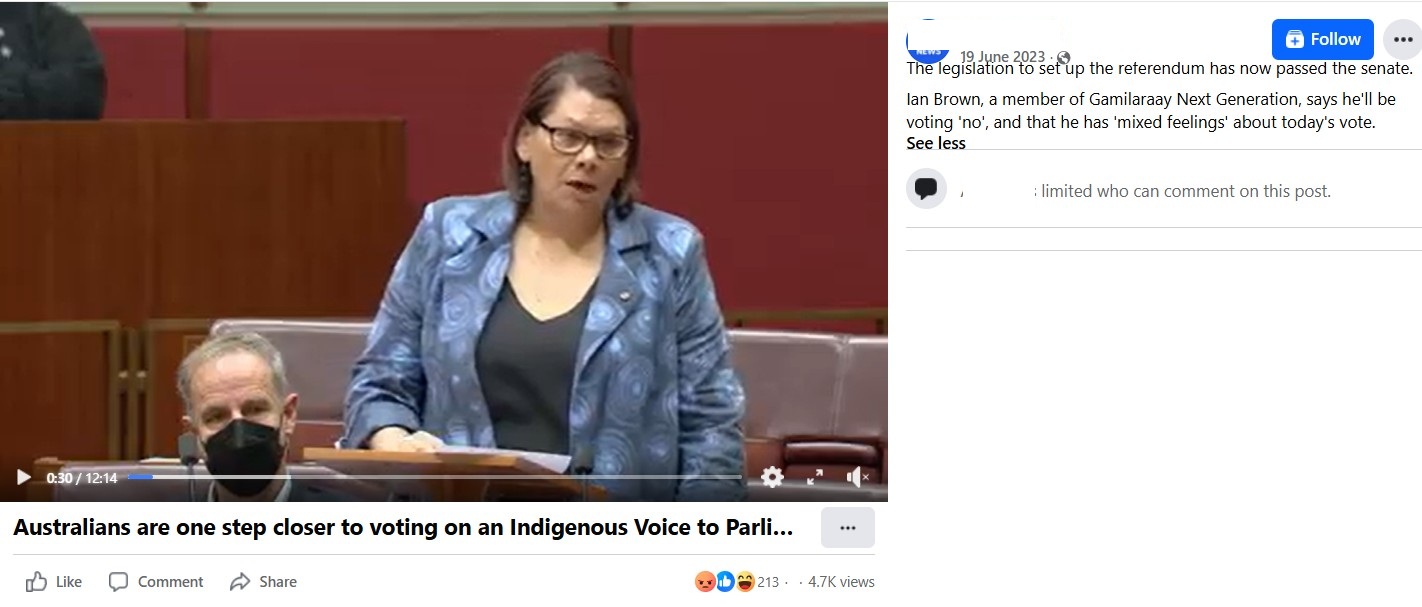 0:30 / 12:14
Australians are one step closer to voting on an Indigenous Voice to Parli...
Like
Comment
Share
213 · · 4.7K views
NEWS
19 June 2023 ·
Follow
The legislation to set up the referendum has now passed the senate.
Ian Brown, a member of Gamilaraay Next Generation, says he'll be
voting 'no', and that he has 'mixed feelings' about today's vote.
See less
limited who can comment on this post.